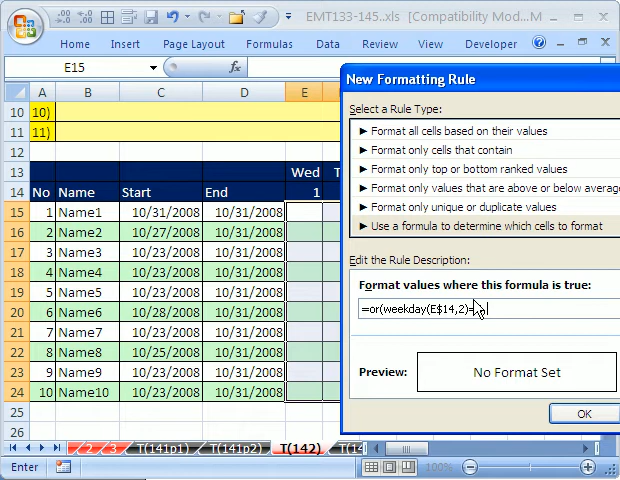 EMT133-145..xls [Compatibility Mod... M
Home Insert Page Layout Formulas View Developer
E15 fx
New Formatting Rule
Select a Rule Type:
► Format all cells based on their values
► Format only cells that contain
► Format only top or bottom ranked values
► Format only values that are above or below average
► Format only unique or duplicate values
► Use a formula to determine which cells to format
Edit the Rule Description:
Format values where this formula is true:
=or(weekday(E$14,2)=
Preview: No Format Set
OK
A B C D E
10 10)
11 11)
12
13 Wed T
14 No Name Start End 1
15 1 Name1 10/31/2008 10/31/2008
16 2 Name2 10/27/2008 10/31/2008
17 3 Name3 10/23/2008 10/31/2008
18 4 Name4 10/23/2008 10/31/2008
19 5 Name5 10/23/2008 10/31/2008
20 6 Name6 10/28/2008 10/31/2008
21 7 Name7 10/31/2008 10/31/2008
22 8 Name8 10/25/2008 10/31/2008
23 9 Name9 10/23/2008 10/31/2008
24 10 Name10 10/23/2008 10/31/2008
25
26
2 3 T(141p1) T(141p2) T(142) T(14
Enter 100%